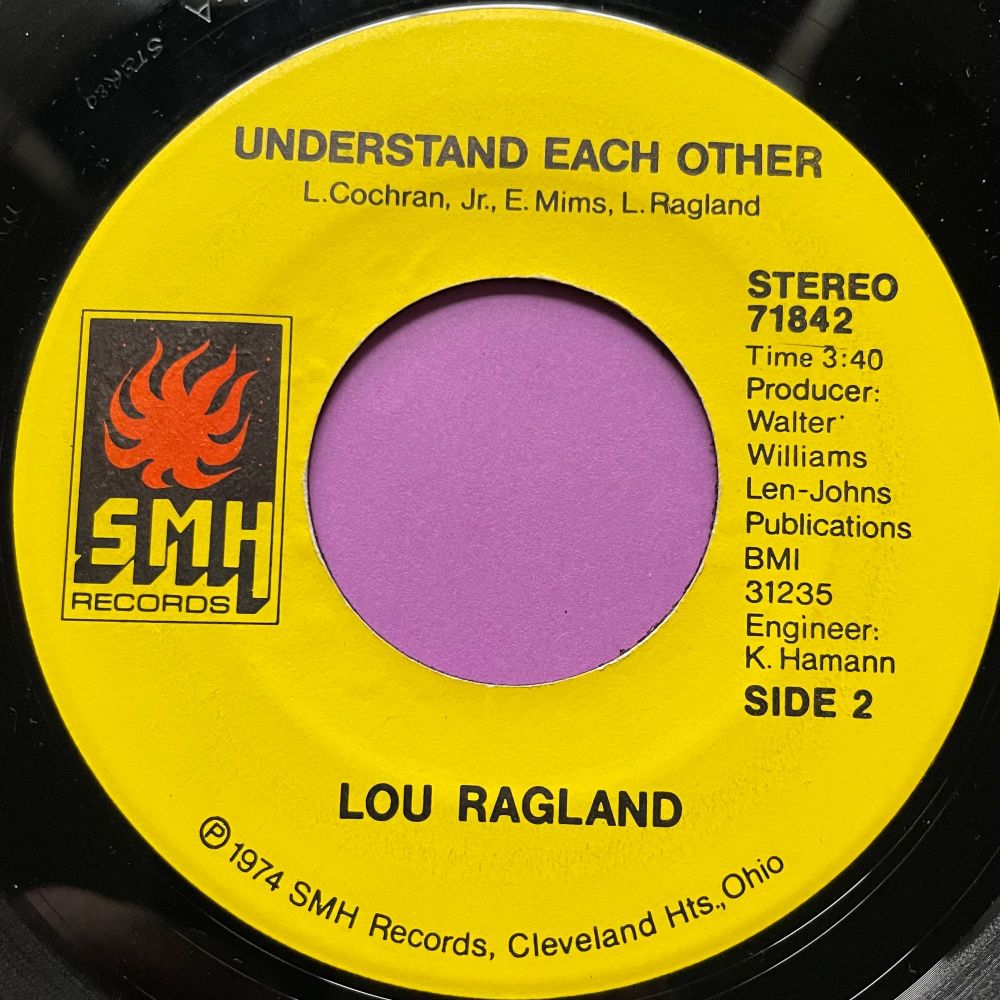 STEREO
UNDERSTAND EACH OTHER
L. Cochran, Jr., E. Mims, L. Ragland
STEREO
71842
Time 3:40
Producer:
Walter
Williams
Len-Johns
Publications
BMI
31235
Engineer:
K. Hamann
SIDE 2
SMH
RECORDS
LOU RAGLAND
℗ 1974 SMH Records, Cleveland Hts., Ohio